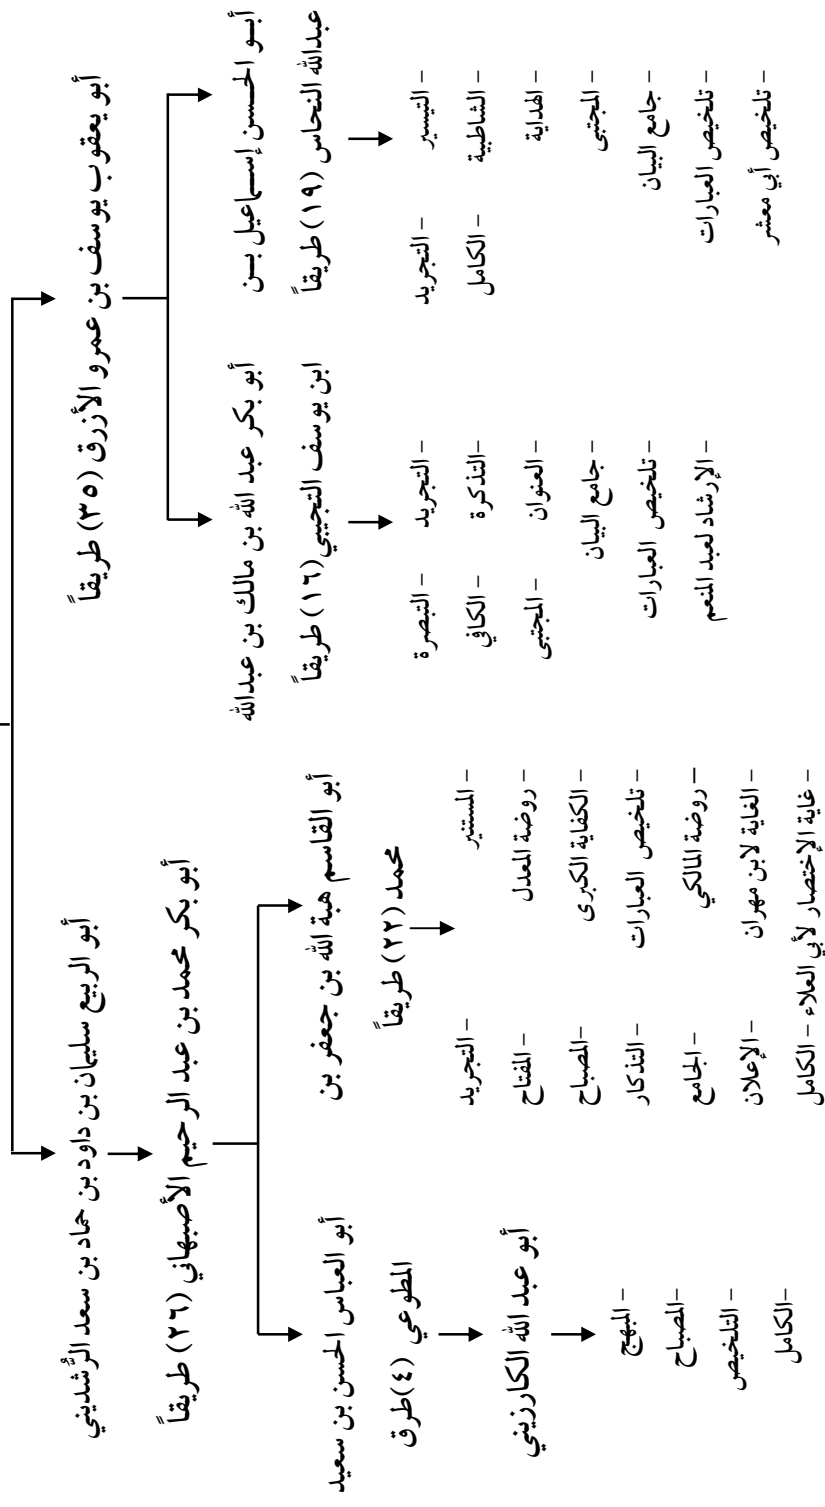 أبو يعقوب يوسف بن عمرو الأزرق (٣٥) طريقاً
أبو الحسن إسماعيل بن
عبدالله النحاس (١٩) طريقاً
- التيسير
- الشاطبية
- الهداية
- المجتبى
- جامع البيان
- تلخيص العبارات
- تلخيص أبي معشر
- التجريد
- الكامل
أبو بكر عبد الله بن مالك بن عبدالله
ابن يوسف التجيبي (١٦) طريقاً
- التجريد
- التذكرة
- العنوان
- جامع البيان
- تلخيص العبارات
- الإرشاد لعبد المنعم
- التبصرة
- الكافي
- المجتبى
أبو الربيع سليمان بن داود بن حماد بن سعد الرُّشديني
أبو بكر محمد بن عبد الرحيم الأصبهاني (٢٦) طريقاً
أبو القاسم هبة الله بن جعفر بن
محمد (٢٢) طريقاً
- المستنير
- روضة المعدل
- الكفاية الكبرى
- تلخيص العبارات
- روضة المالكي
- الغاية لابن مهران
- غاية الإختصار لأبي العلاء
- التجريد
- المفتاح
- المصباح
- التذكار
- الجامع
- الإعلان
- الكامل
أبو العباس الحسن بن سعيد
المطوعي (٤) طرق
أبو عبد الله الكارزيني
- المبهج
- المصباح
- التلخيص
- الكامل